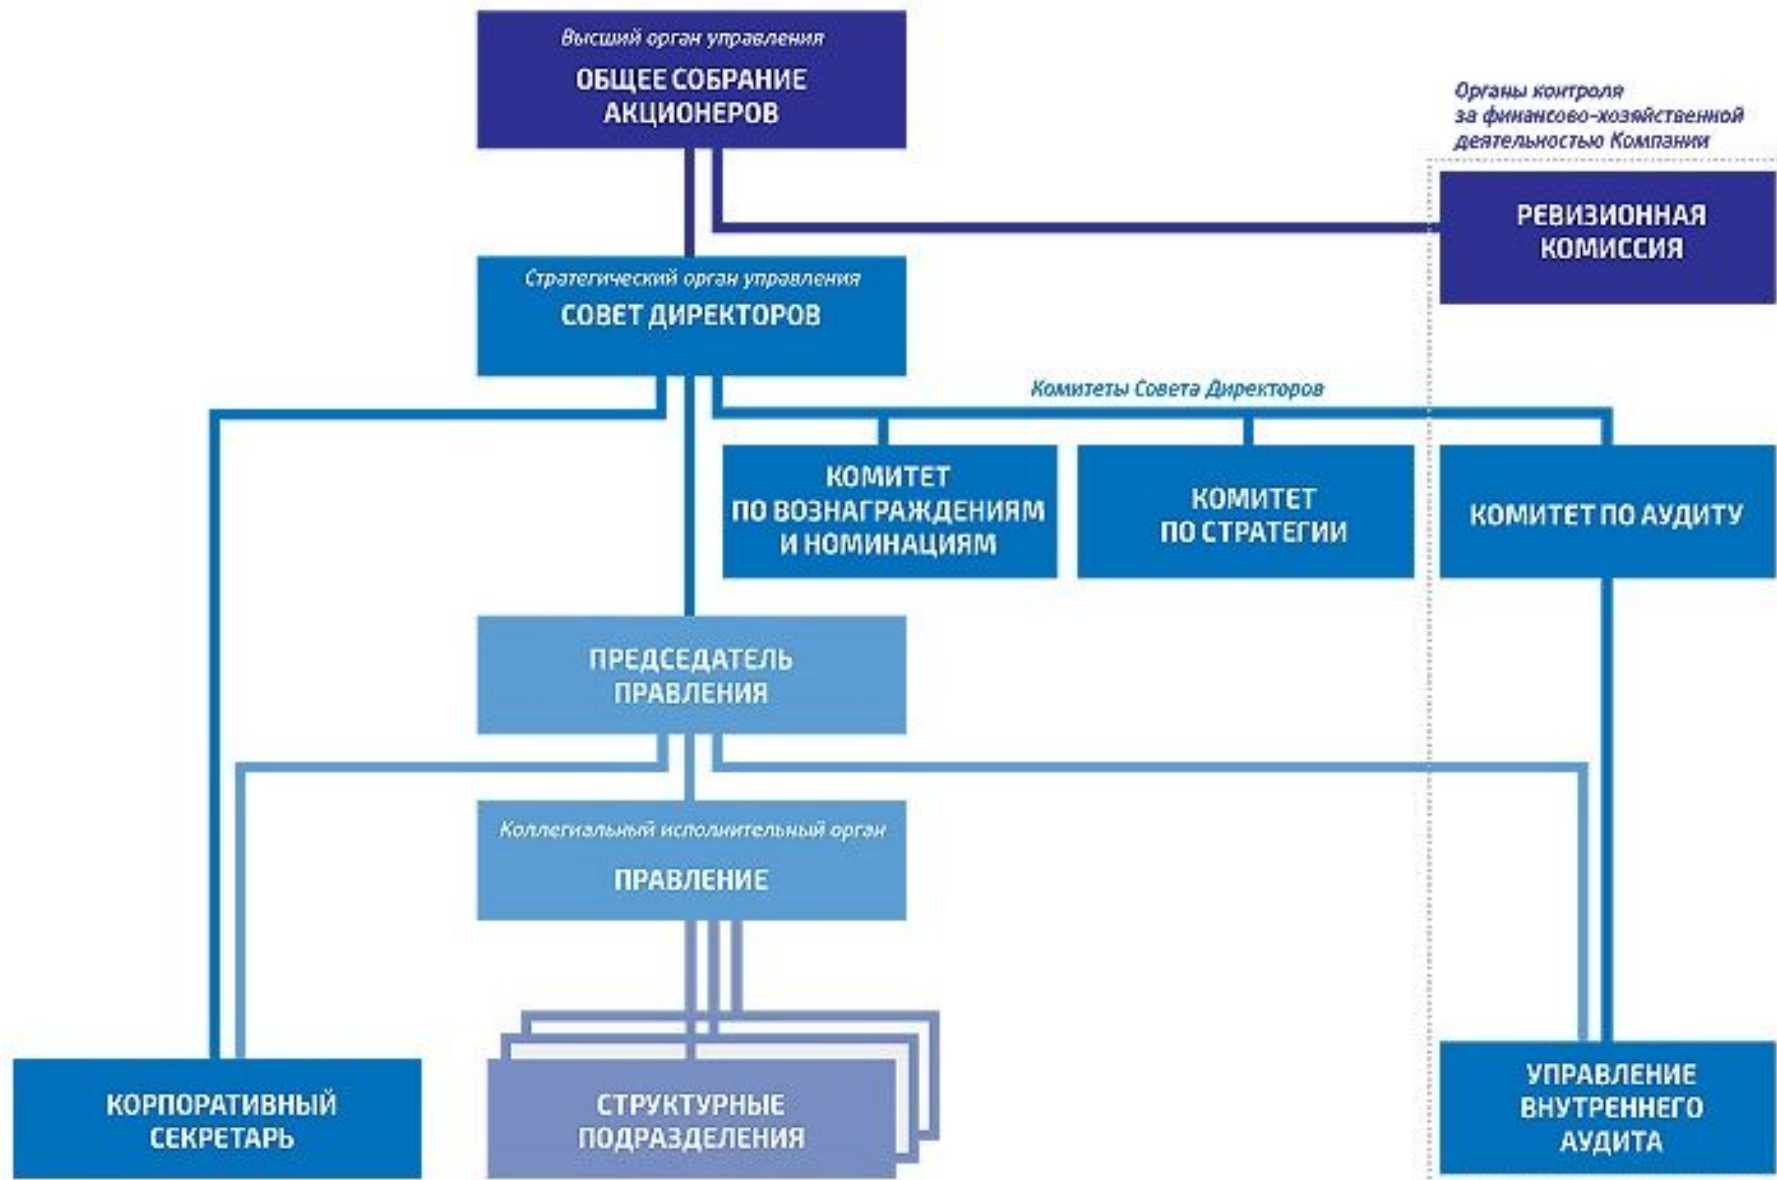 Высший орган управления
ОБЩЕЕ СОБРАНИЕ
АКЦИОНЕРОВ
Органы контроля
за финансово-хозяйственной
деятельностью Компании
РЕВИЗИОННАЯ
КОМИССИЯ
Стратегический орган управления
СОВЕТ ДИРЕКТОРОВ
Комитеты Совета Директоров
КОМИТЕТ
ПО ВОЗНАГРАЖДЕНИЯМ
И НОМИНАЦИЯМ
КОМИТЕТ
ПО СТРАТЕГИИ
КОМИТЕТ ПО АУДИТУ
ПРЕДСЕДАТЕЛЬ
ПРАВЛЕНИЯ
Коллегиальный исполнительный орган
ПРАВЛЕНИЕ
КОРПОРАТИВНЫЙ
СЕКРЕТАРЬ
СТРУКТУРНЫЕ
ПОДРАЗДЕЛЕНИЯ
УПРАВЛЕНИЕ
ВНУТРЕННЕГО
АУДИТА